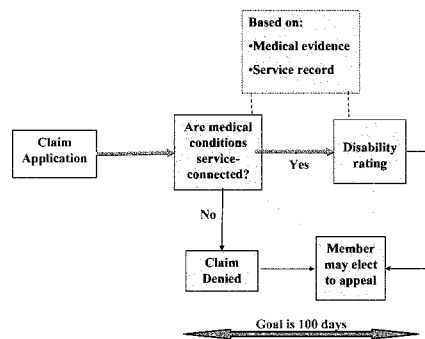 Based on:
•Medical evidence
•Service record
Claim
Application
Are medical
conditions
service-
connected?
Yes
Disability
rating
No
Claim
Denied
Member
may elect
to appeal
Goal is 100 days